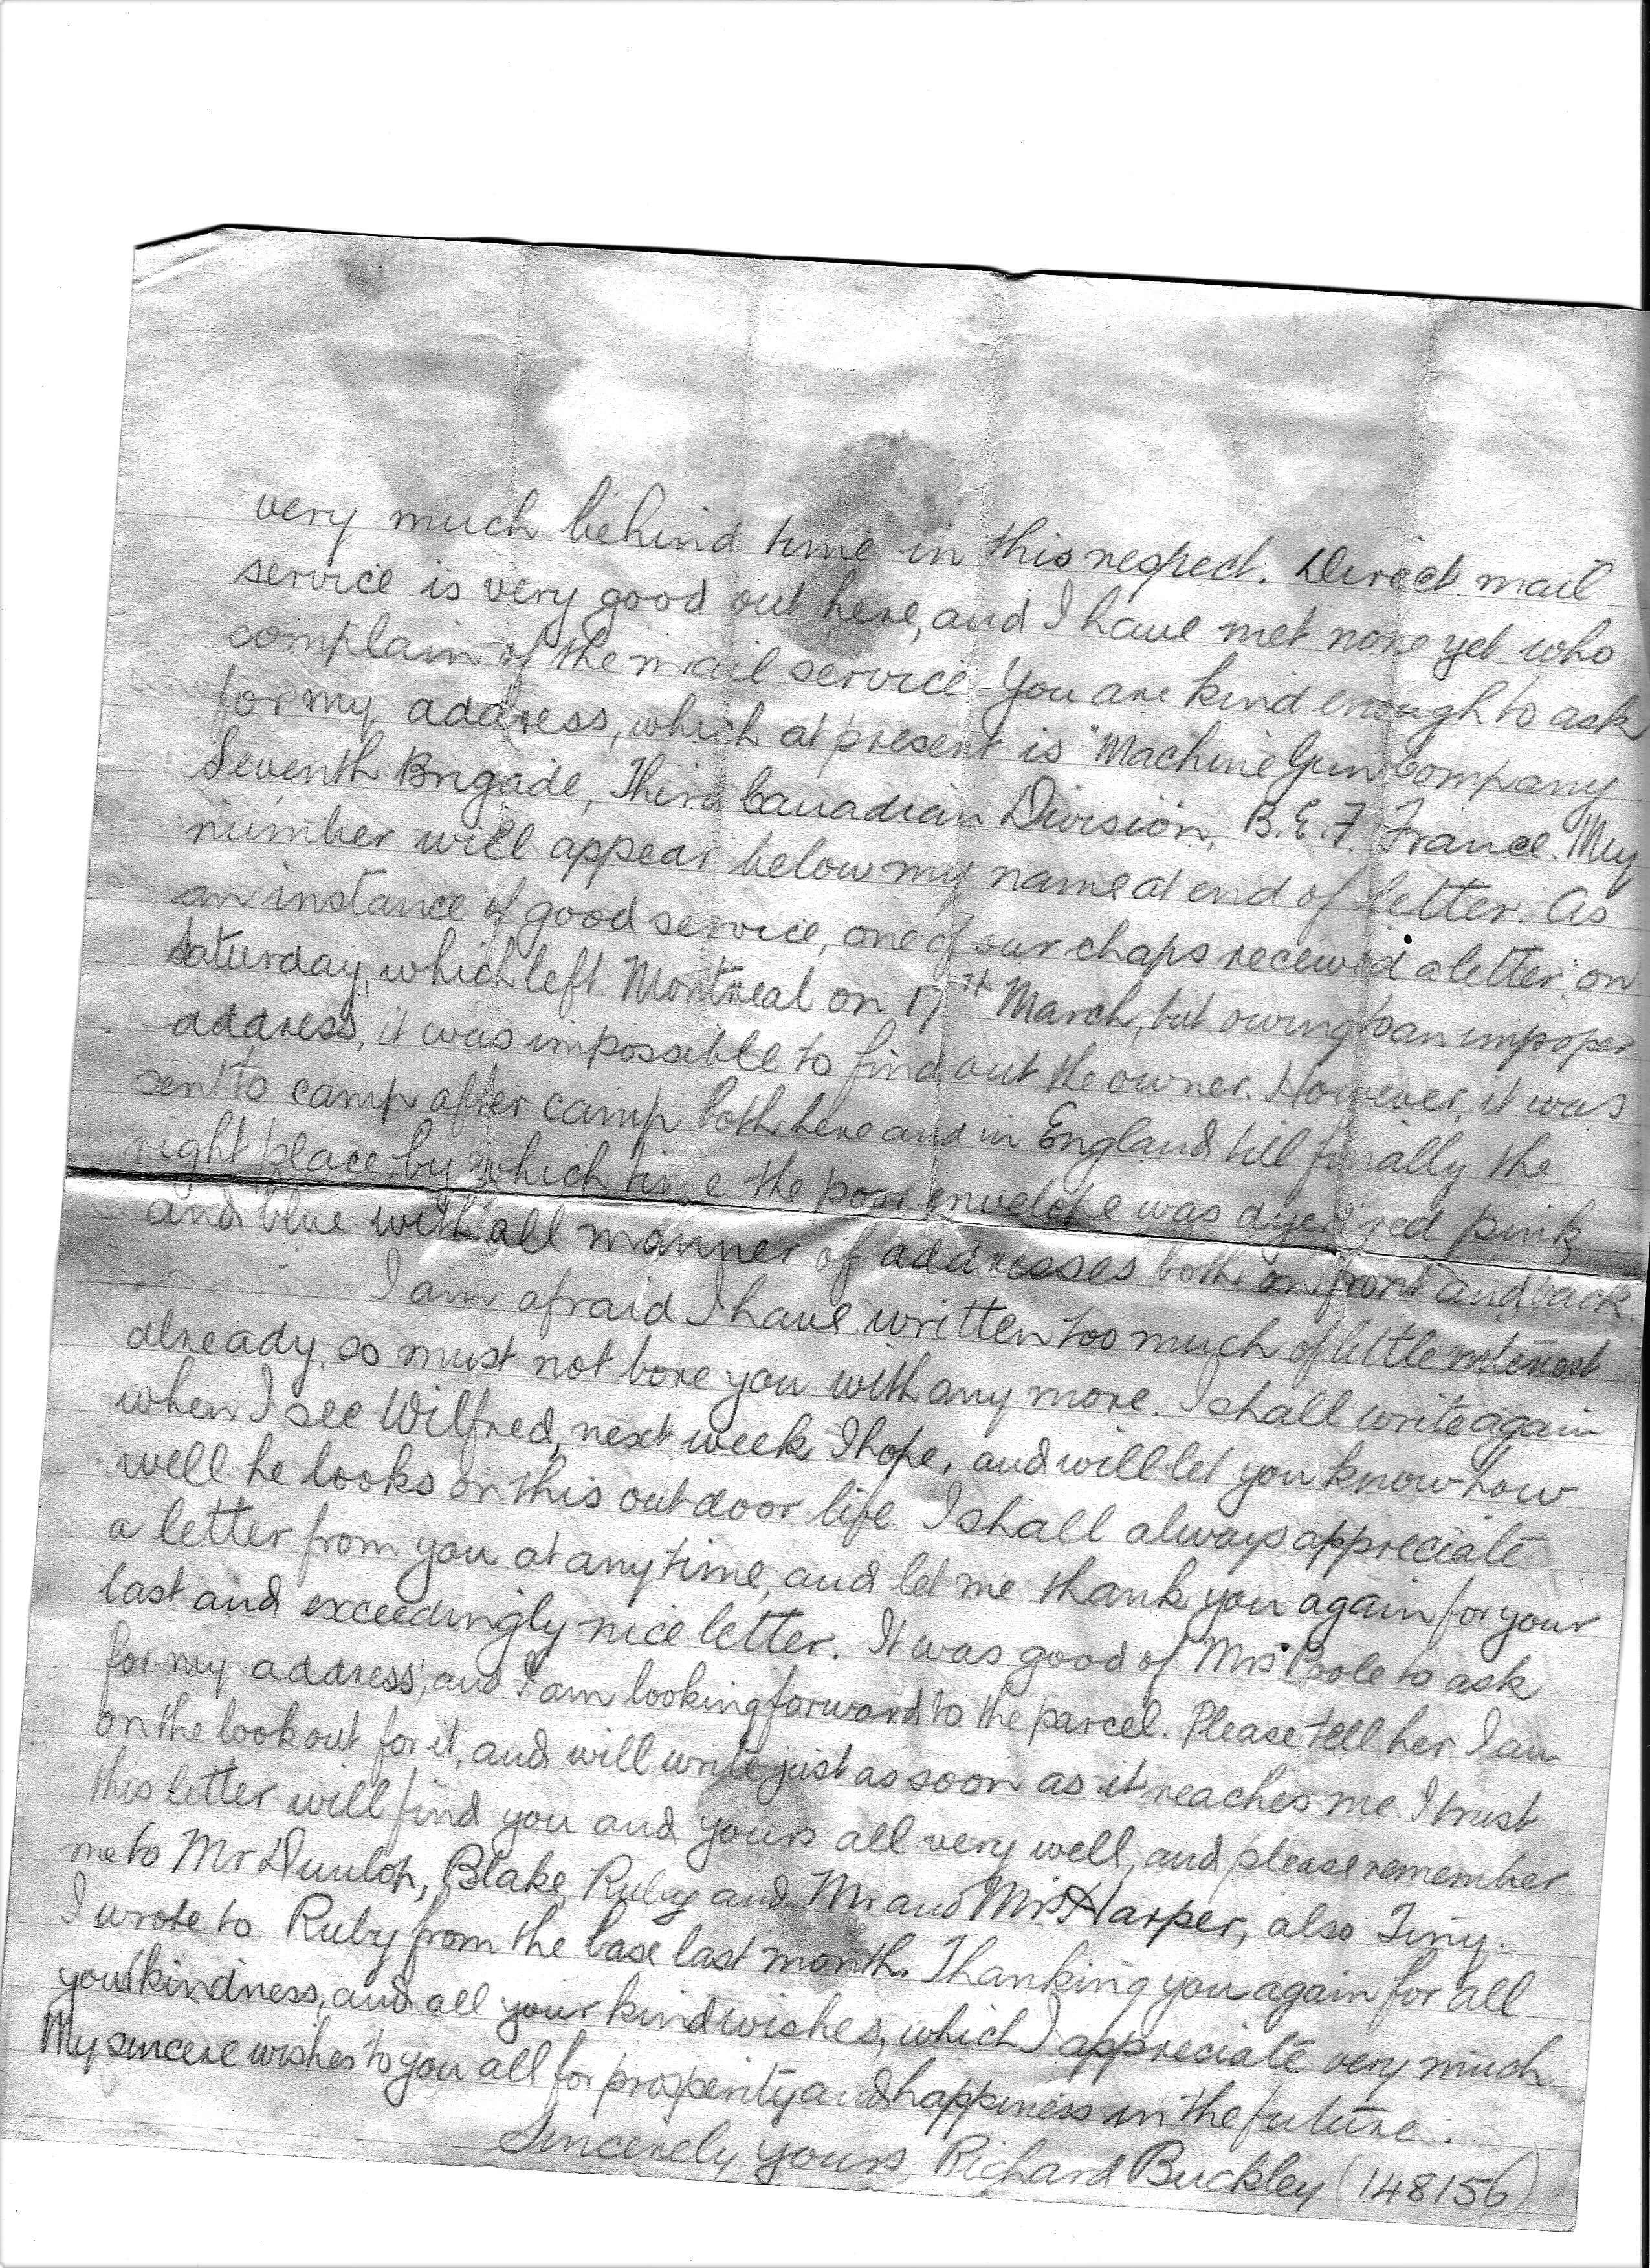 very much behind time in this respect. Direct mail
service is very good out here, and I have met none yet who
complain of the mail service. You are kind enough to ask
for my address, which at present is "Machine Gun Company
Seventh Brigade, Third Canadian Division, B.E.F. France. My
number will appear below my name at end of letter. As
an instance of good service, one of our chaps received a letter on
Saturday, which left Montreal on 17th March, but owing to an improper
address, it was impossible to find out the owner. However, it was
sent to camp after camp both here and in England till finally the
right place, by which time the poor envelope was dyed red pink
and blue with all manner of addresses both on front and back.
I am afraid I have written too much of little interest
already, so must not bore you with any more. I shall write again
when I see Wilfred, next week I hope, and will let you know how
well he looks on this outdoor life. I shall always appreciate
a letter from you at any time, and let me thank you again for your
last and exceedingly nice letter. It was good of Mrs Poole to ask
for my address, and I am looking forward to the parcel. Please tell her I am
on the lookout for it, and will write just as soon as it reaches me. I trust
this letter will find you and yours all very well, and please remember
me to Mr Dunlop, Blake, Ruby and Mr and Mrs Harper, also Tiny.
I wrote to Ruby from the base last month. Thanking you again for all
your kindness, and all your kind wishes, which I appreciate very much
My sincere wishes to you all for prosperity and happiness in the future.
Sincerely yours, Richard Buckley (148156)